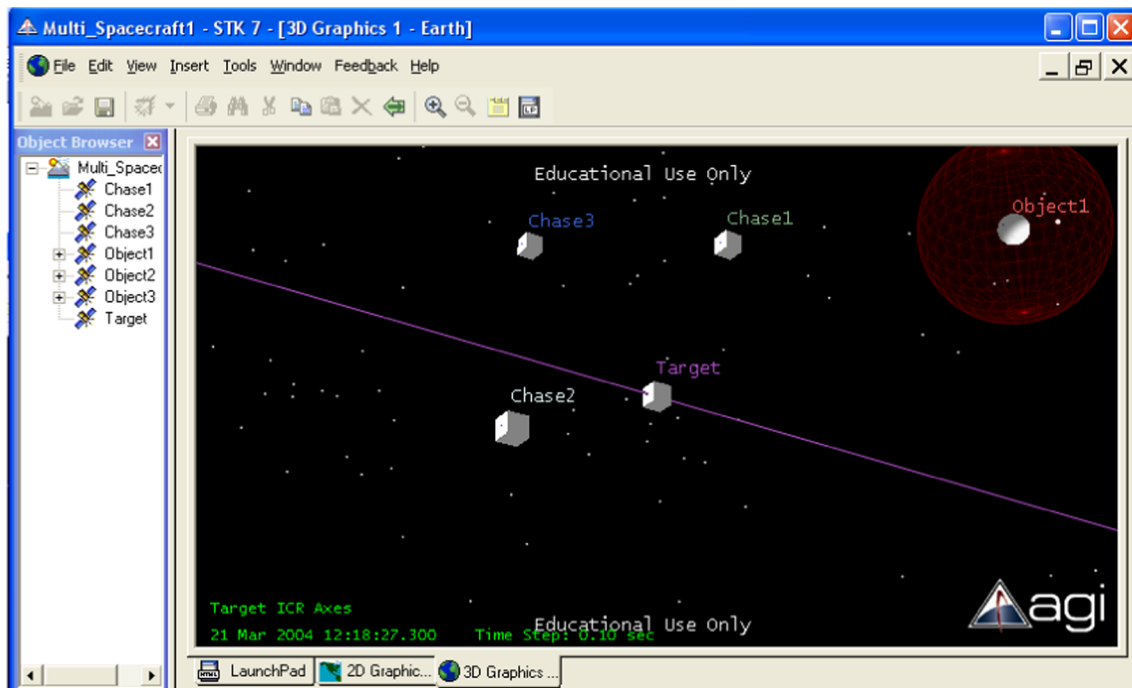 Multi_Spacecraft1 - STK 7 - [3D Graphics 1 - Earth]
File Edit View Insert Tools Window Feedback Help
Object Browser
Multi_Spacec
Chase1
Chase2
Chase3
Object1
Object2
Object3
Target
Educational Use Only
Chase3
Chase1
Object1
Target
Chase2
Target ICR Axes
21 Mar 2004 12:18:27.300 Time Step: 0.10 sec
Educational Use Only
agi
LaunchPad 2D Graphic... 3D Graphics ...